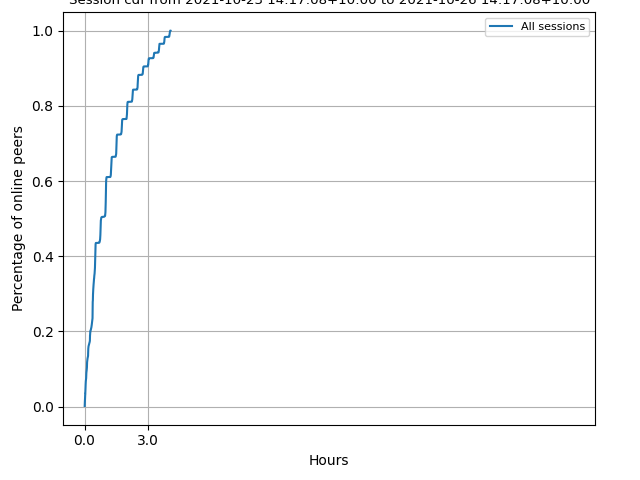 Session cdf from 2021-10-23 14:17:08+10:00 to 2021-10-26 14:17:08+10:00
All sessions
1.0
0.8
0.6
0.4
0.2
0.0
Percentage of online peers
0.0 3.0
Hours